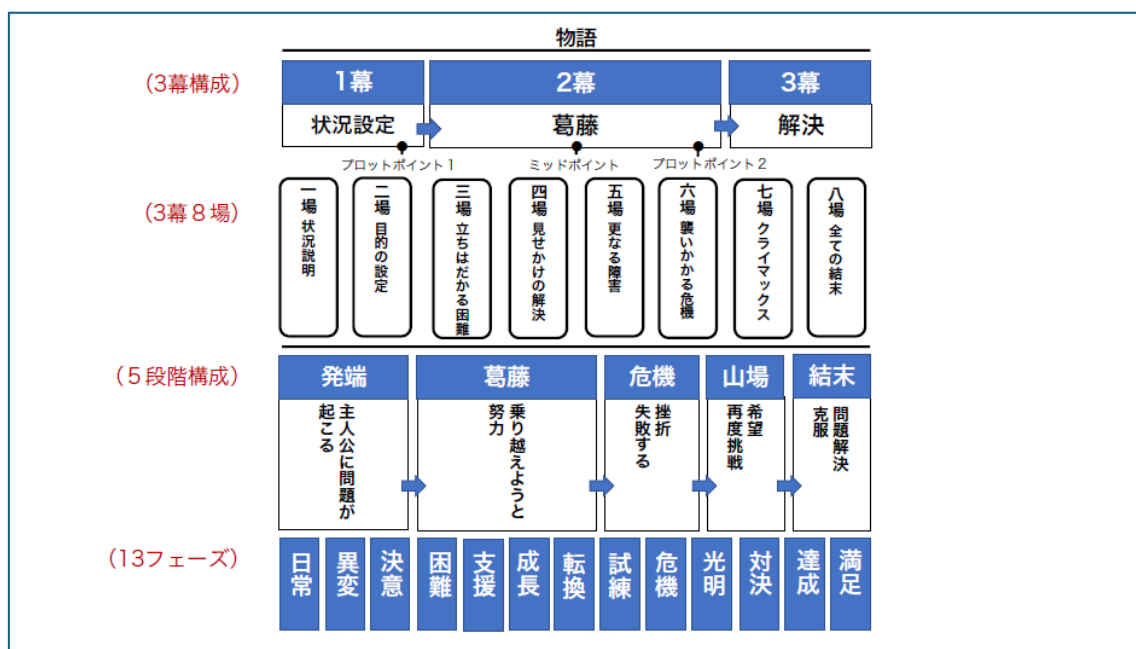 物語
(3幕構成)
1幕
2幕
3幕
状況設定
葛藤
解決
プロットポイント1
ミッドポイント
プロットポイント2
(3幕8場)
一場 状況説明
二場 目的の設定
三場 立ちはだかる困難
四場 見せかけの解決
五場 更なる障害
六場 襲いかかる危機
七場 クライマックス
八場 全ての結末
(5段階構成)
発端
葛藤
危機
山場
結末
主人公に問題が
起こる
乗り越えようと
努力
挫折
失敗する
希望
再度挑戦
問題解決
克服
(13フェーズ)
日常
異変
決意
困難
支援
成長
転換
試練
危機
光明
対決
達成
満足